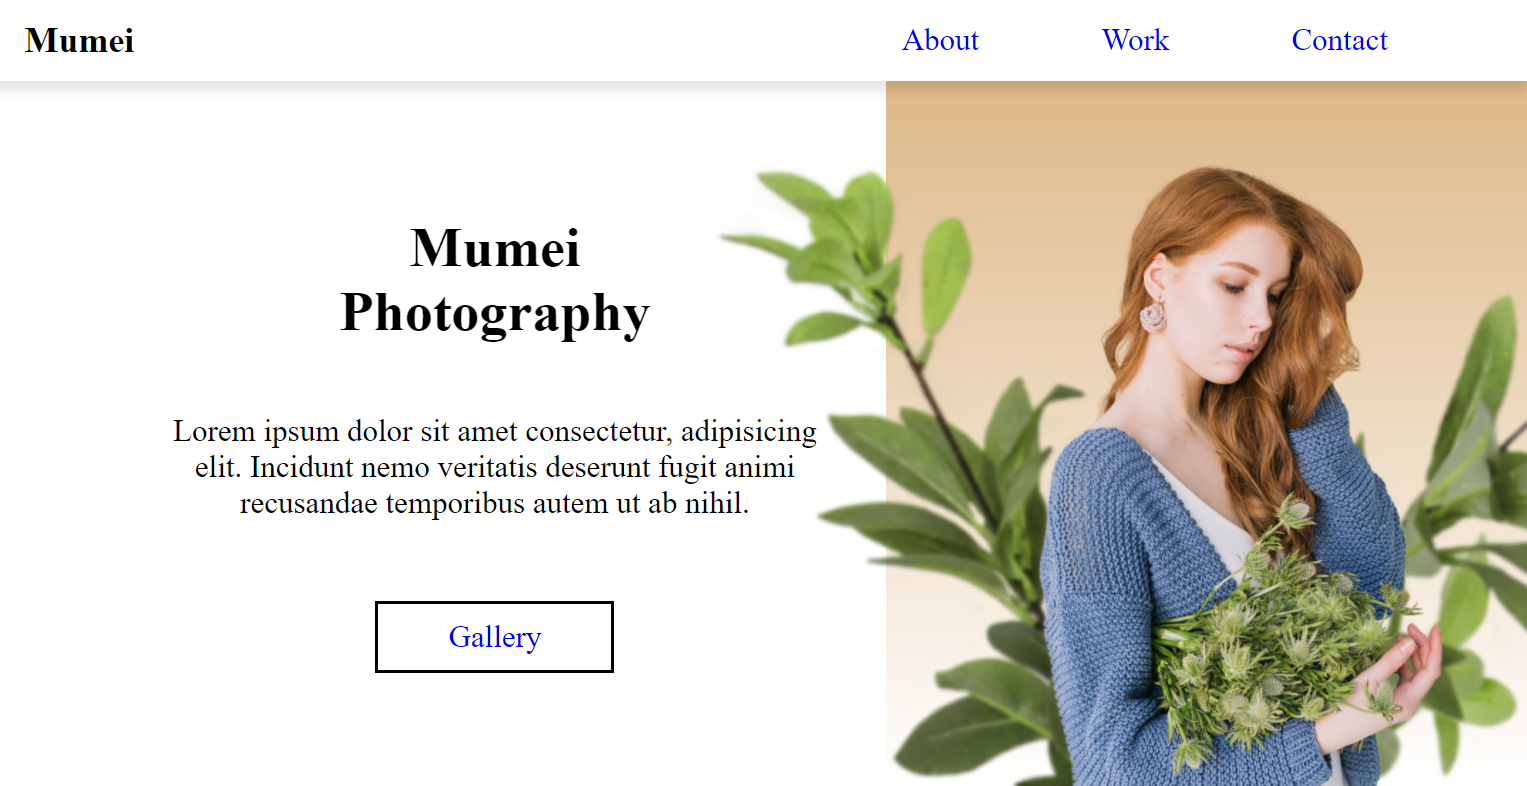 Mumei
About
Work
Contact
Mumei
Photography
Lorem ipsum dolor sit amet consectetur, adipisicing
elit. Incidunt nemo veritatis deserunt fugit animi
recusandae temporibus autem ut ab nihil.
Gallery